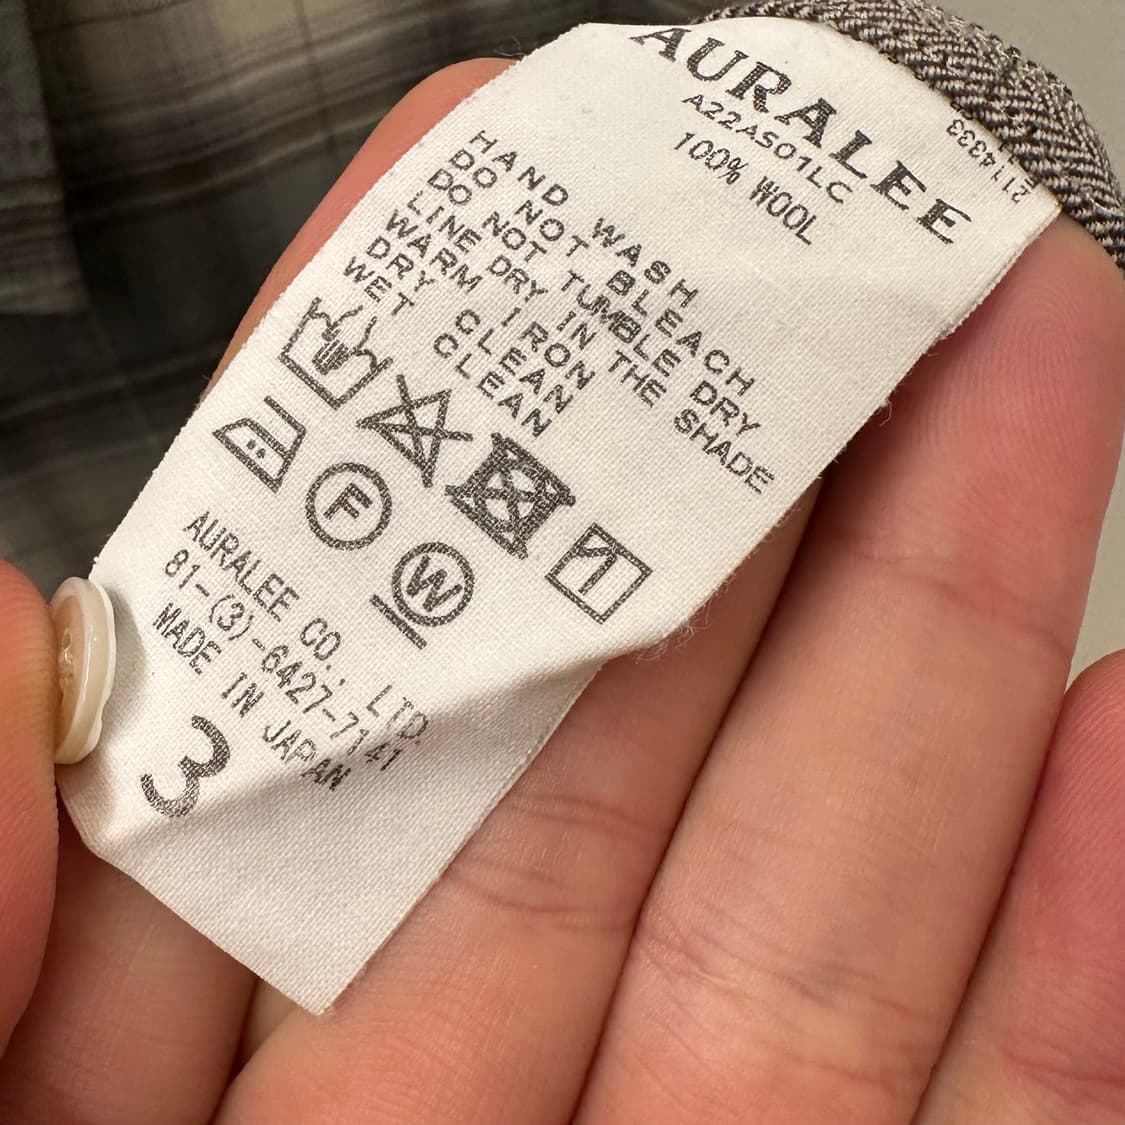 AURALEE
A22AS01LC
100% WOOL
HAND WASH
DO NOT BLEACH
DO NOT TUMBLE DRY
LINE DRY IN THE SHADE
WARM IRON
DRY CLEAN
WET CLEAN
F
W
AURALEE CO., LTD.
81-(3)-6427-7141
MADE IN JAPAN
3